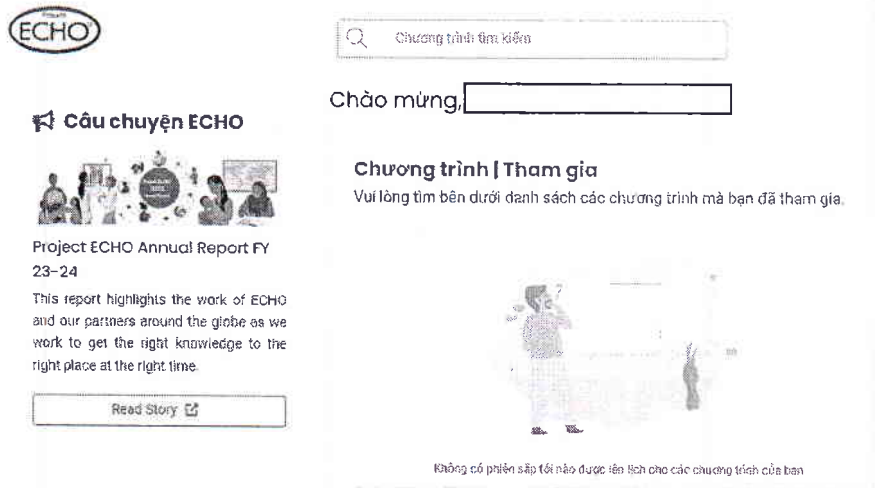 Project
ECHO
Chương trình tìm kiếm
Chào mừng,
Câu chuyện ECHO
Project ECHO Annual Report FY
23-24
This report highlights the work of ECHO
and our partners around the globe as we
work to get the right knowledge to the
right place at the right time.
Read Story
Chương trình | Tham gia
Vui lòng tìm bên dưới danh sách các chương trình mà bạn đã tham gia.
Không có phiên sắp tới nào được lên lịch cho các chương trình của bạn